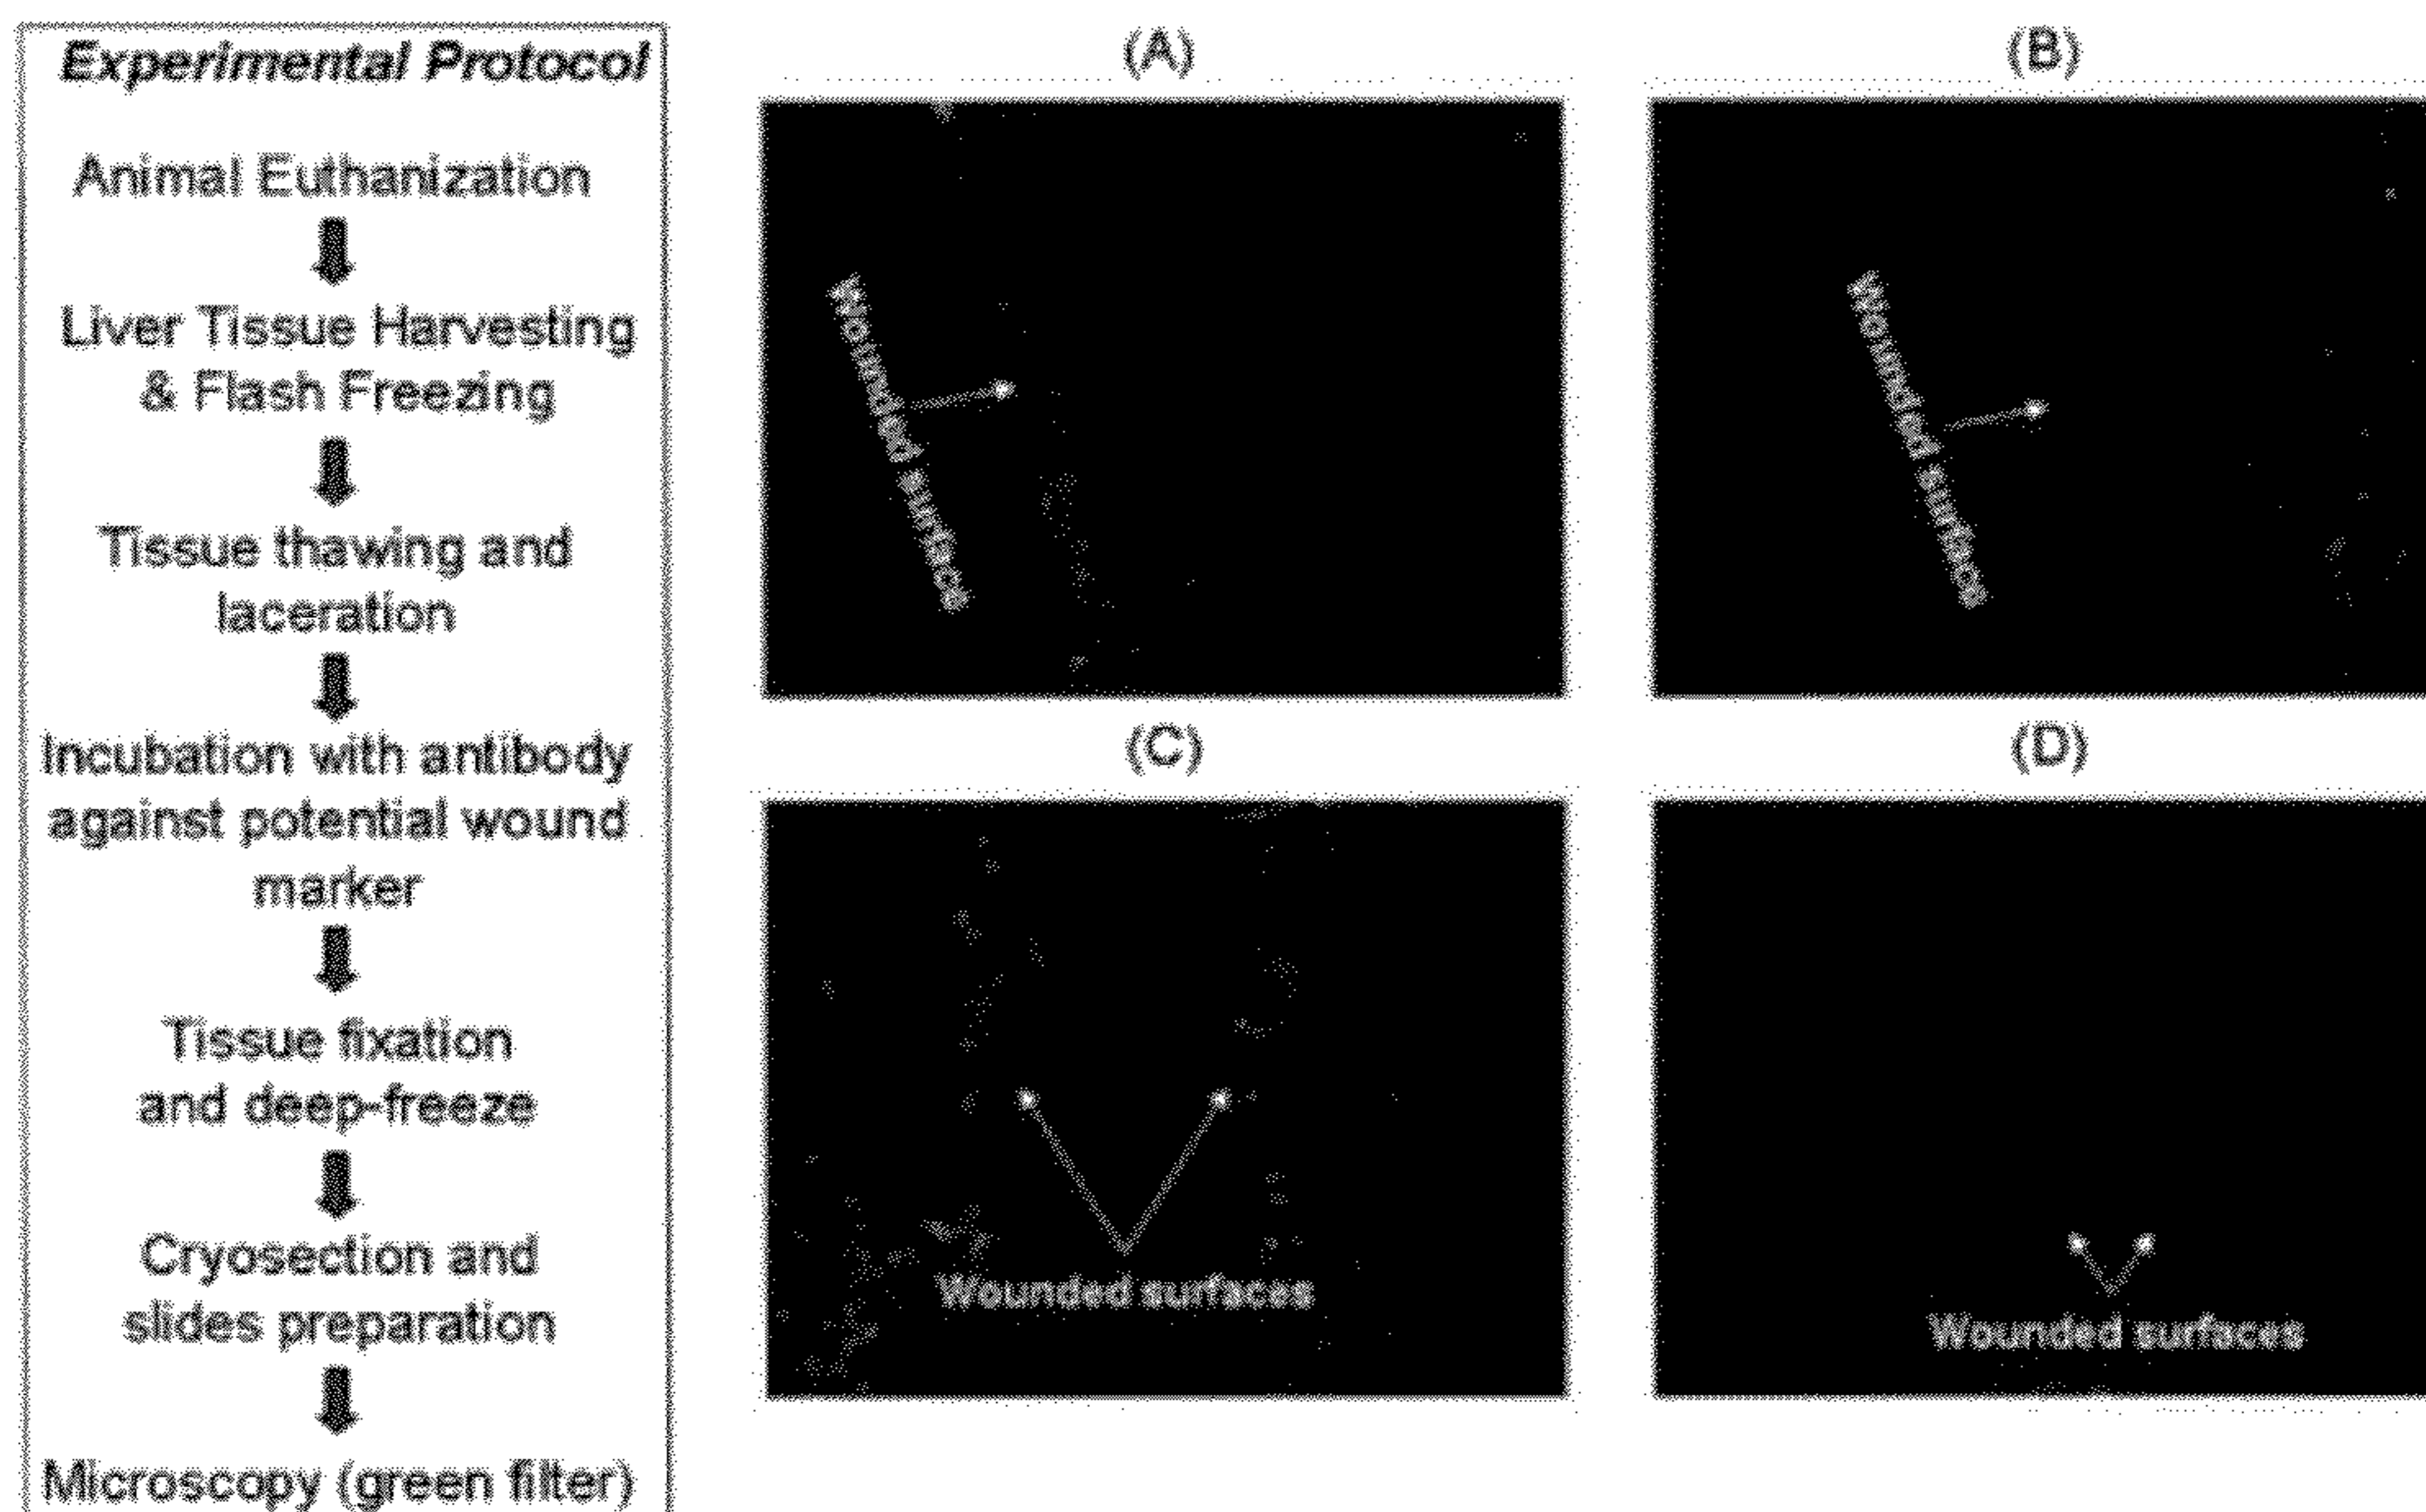 Experimental Protocol
Animal Euthanization
Liver Tissue Harvesting
& Flash Freezing
Tissue thawing and
laceration
Incubation with antibody
against potential wound
marker
Tissue fixation
and deep-freeze
Cryosection and
slides preparation
Microscopy (green filter)
(A)
Wounded surface
(B)
Wounded surface
(C)
Wounded surfaces
(D)
Wounded surfaces